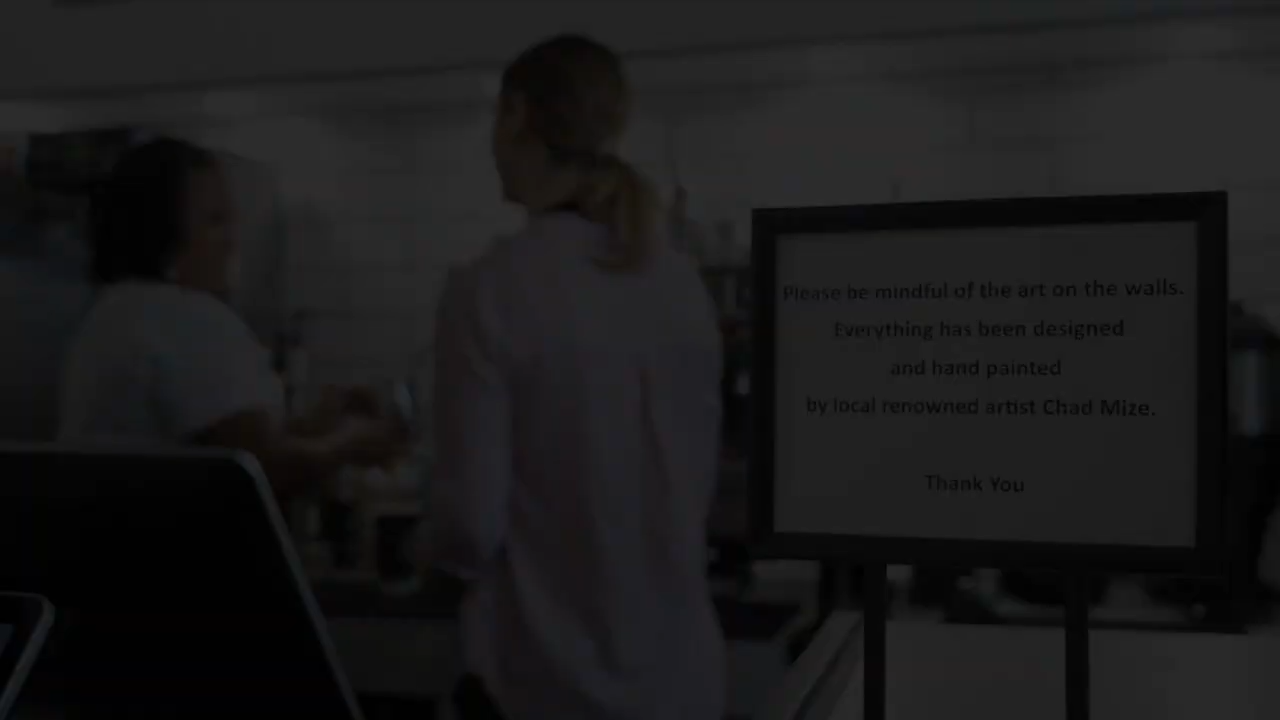 Please be mindful of the art on the walls.
Everything has been designed
and hand painted
by local renowned artist Chad Mize.
Thank You